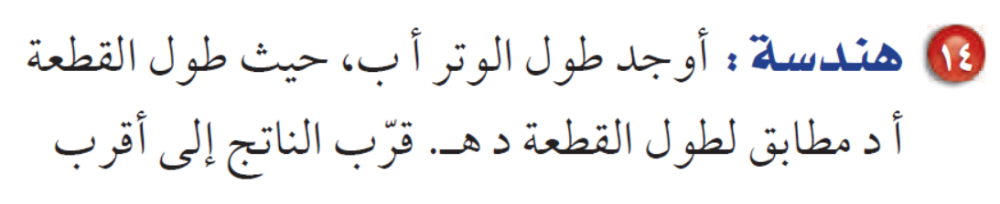 ١٤ هندسة : أوجد طول الوتر أ ب، حيث طول القطعة
أ د مطابق لطول القطعة د هـ. قرّب الناتج إلى أقرب